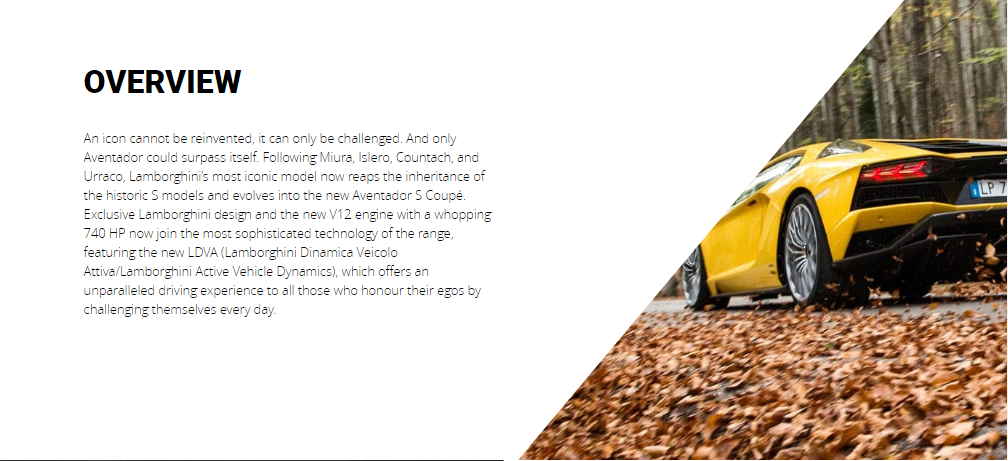 OVERVIEW
An icon cannot be reinvented, it can only be challenged. And only
Aventador could surpass itself. Following Miura, Islero, Countach, and
Urraco, Lamborghini's most iconic model now reaps the inheritance of
the historic S models and evolves into the new Aventador S Coupé.
Exclusive Lamborghini design and the new V12 engine with a whopping
740 HP now join the most sophisticated technology of the range,
featuring the new LDVA (Lamborghini Dinamica Veicolo
Attiva/Lamborghini Active Vehicle Dynamics), which offers an
unparalleled driving experience to all those who honour their egos by
challenging themselves every day.
LP 7